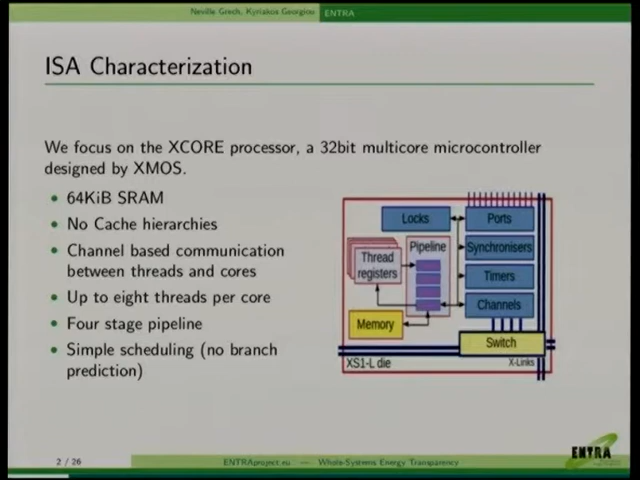 Neville Grech, Kyriakos Georgiou ENTRA
ISA Characterization
We focus on the XCORE processor, a 32bit multicore microcontroller
designed by XMOS.
• 64KiB SRAM
• No Cache hierarchies
• Channel based communication
between threads and cores
• Up to eight threads per core
• Four stage pipeline
• Simple scheduling (no branch
prediction)
Locks
Ports
Pipeline
Synchronisers
Thread
registers
Timers
Channels
Memory
Switch
XS1-L die
X-Links
2 / 26
ENTRAproject.eu — Whole-Systems Energy Transparency
ENTRA